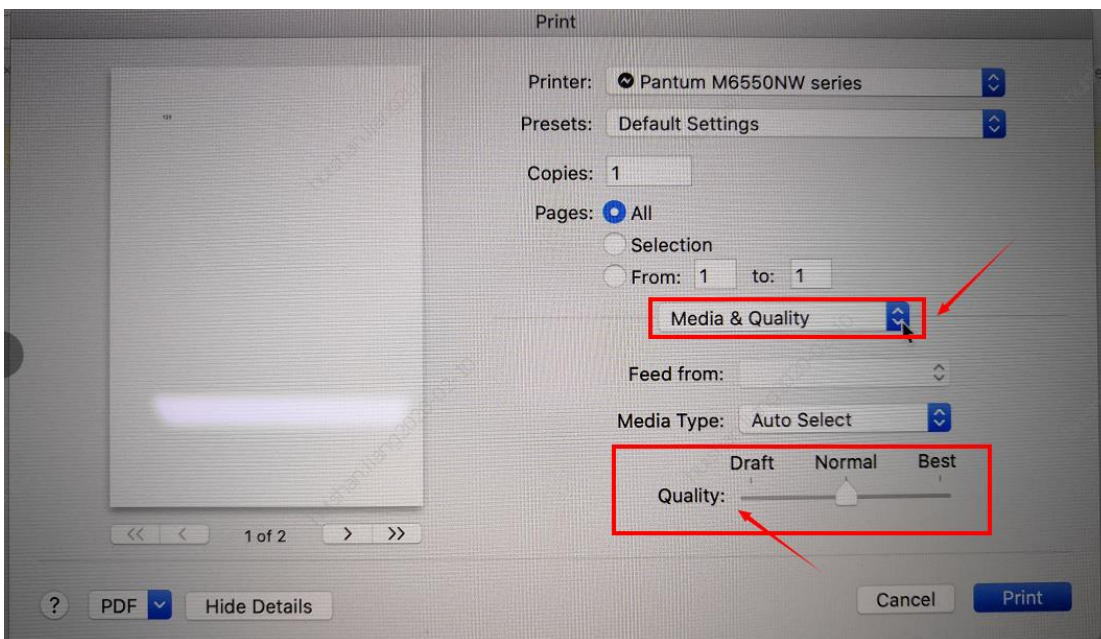 Print
Printer: Pantum M6550NW series
Presets: Default Settings
Copies: 1
Pages: All
Selection
From: 1 to: 1
Media & Quality
Feed from:
Media Type: Auto Select
Draft Normal Best
Quality:
<< < 1 of 2 > >>
? PDF Hide Details Cancel Print